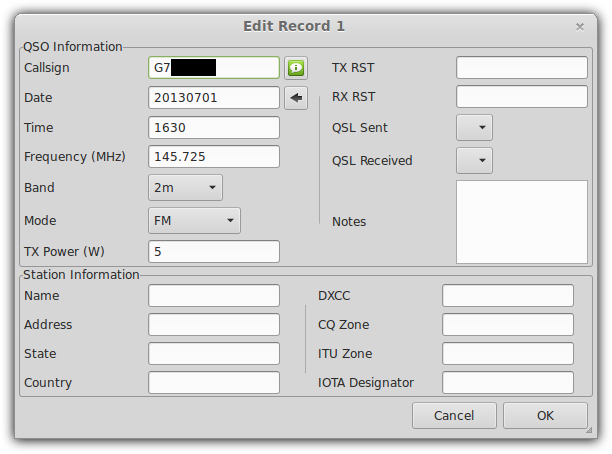 Edit Record 1
QSO Information
Callsign G7
Date 20130701
Time 1630
Frequency (MHz) 145.725
Band 2m
Mode FM
TX Power (W) 5
TX RST
RX RST
QSL Sent
QSL Received
Notes
Station Information
Name
Address
State
Country
DXCC
CQ Zone
ITU Zone
IOTA Designator
Cancel OK